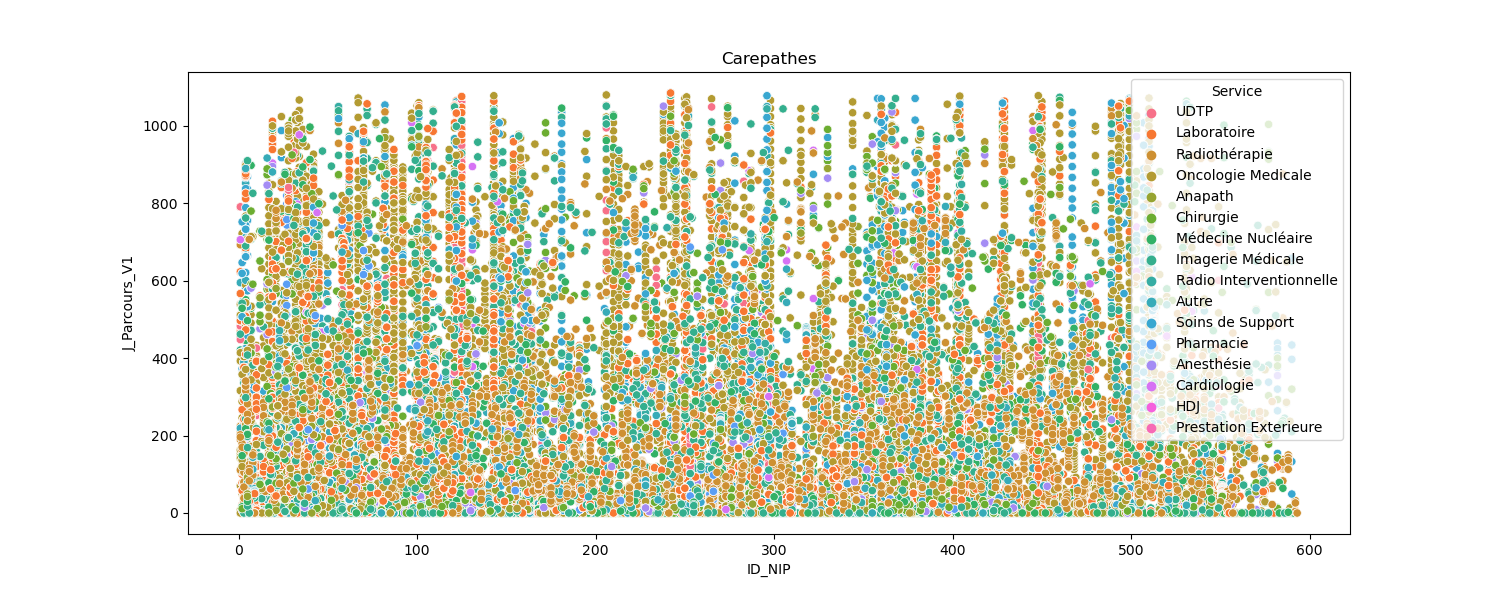 Carepathes
J_Parcours_V1
1000
800
600
400
200
0
0 100 200 300 400 500 600
ID_NIP
Service
UDTP
Laboratoire
Radiothérapie
Oncologie Medicale
Anapath
Chirurgie
Médecine Nucléaire
Imagerie Médicale
Radio Interventionnelle
Autre
Soins de Support
Pharmacie
Anesthésie
Cardiologie
HDJ
Prestation Exterieure